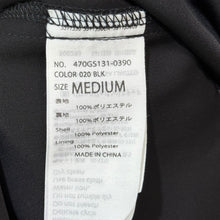 NO. 470GS131-0390
COLOR 020 BLK
SIZE MEDIUM
表地
100%ポリエステル
裏地
100%ポリエステル
Shell
100% Polyester
Lining
100% Polyester
MADE IN CHINA